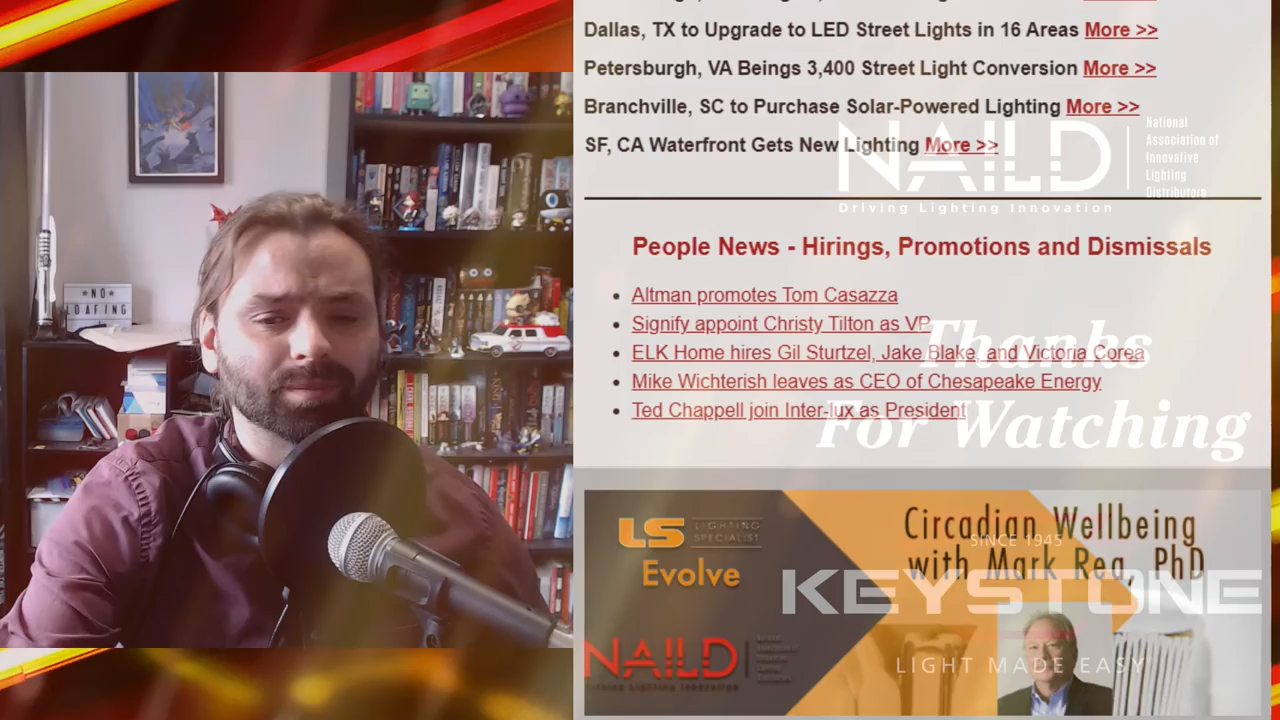 Dallas, TX to Upgrade to LED Street Lights in 16 Areas More >>
Petersburgh, VA Beings 3,400 Street Light Conversion More >>
Branchville, SC to Purchase Solar-Powered Lighting More >>
SF, CA Waterfront Gets New Lighting More >>
NAILD
National
Association of
Innovative
Lighting
Distributors
Driving Lighting Innovation
People News - Hirings, Promotions and Dismissals
• Altman promotes Tom Casazza
• Signify appoint Christy Tilton as VP
• ELK Home hires Gil Sturtzel, Jake Blake, and Victoria Corea
• Mike Wichterish leaves as CEO of Chesapeake Energy
• Ted Chappell join Inter-lux as President
Thanks
For Watching
*NO
LOAFING
LS LIGHTING
SPECIALIST
Evolve
Circadian Wellbeing
with Mark Rea, PhD
SINCE 1945
KEYSTONE
LIGHT MADE EASY
NAILD
Driving Lighting Innovation